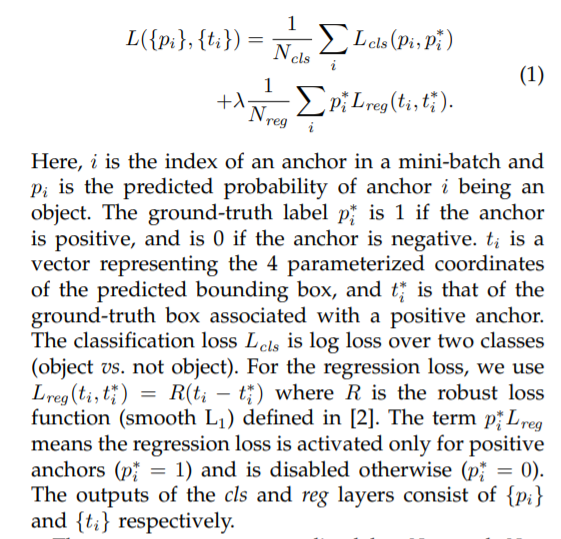 L({p_i}, {t_i}) = \frac{1}{N_{cls}} \sum_i L_{cls}(p_i, p_i^*)
+\lambda \frac{1}{N_{reg}} \sum_i p_i^* L_{reg}(t_i, t_i^*).
(1)
Here, i is the index of an anchor in a mini-batch and
p_i is the predicted probability of anchor i being an
object. The ground-truth label p_i^* is 1 if the anchor
is positive, and is 0 if the anchor is negative. t_i is a
vector representing the 4 parameterized coordinates
of the predicted bounding box, and t_i^* is that of the
ground-truth box associated with a positive anchor.
The classification loss L_{cls} is log loss over two classes
(object vs. not object). For the regression loss, we use
L_{reg}(t_i, t_i^*) = R(t_i − t_i^*) where R is the robust loss
function (smooth L_1) defined in [2]. The term p_i^* L_{reg}
means the regression loss is activated only for positive
anchors (p_i^* = 1) and is disabled otherwise (p_i^* = 0).
The outputs of the cls and reg layers consist of {p_i}
and {t_i} respectively.